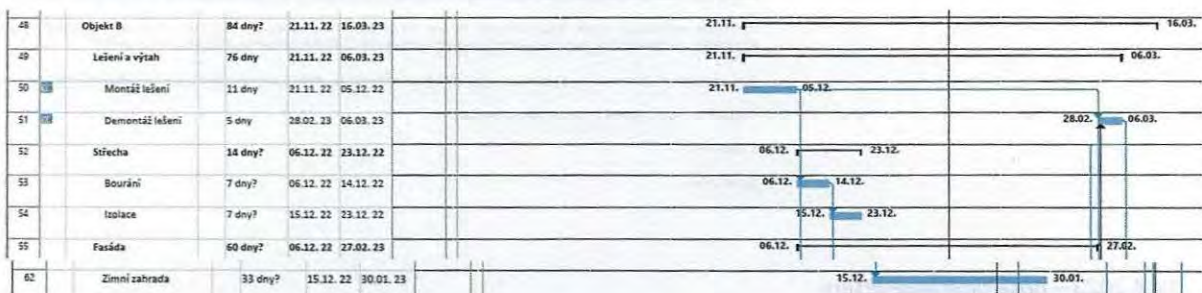 48 Objekt B 84 dny? 21.11. 22 16.03. 23 21.11. 16.03.
49 Lešení a výtah 76 dny 21.11. 22 06.03. 23 21.11. 06.03.
50 Montáž lešení 11 dny 21.11. 22 05.12. 22 21.11. 05.12.
51 Demontáž lešení 5 dny 28.02. 23 06.03. 23 28.02. 06.03.
52 Střecha 14 dny? 06.12. 22 23.12. 22 06.12. 23.12.
53 Bourání 7 dny? 06.12. 22 14.12. 22 06.12. 14.12.
54 Izolace 7 dny? 15.12. 22 23.12. 22 15.12. 23.12.
55 Fasáda 60 dny? 06.12. 22 27.02. 23 06.12. 27.02.
62 Zimní zahrada 33 dny? 15.12. 22 30.01. 23 15.12. 30.01.